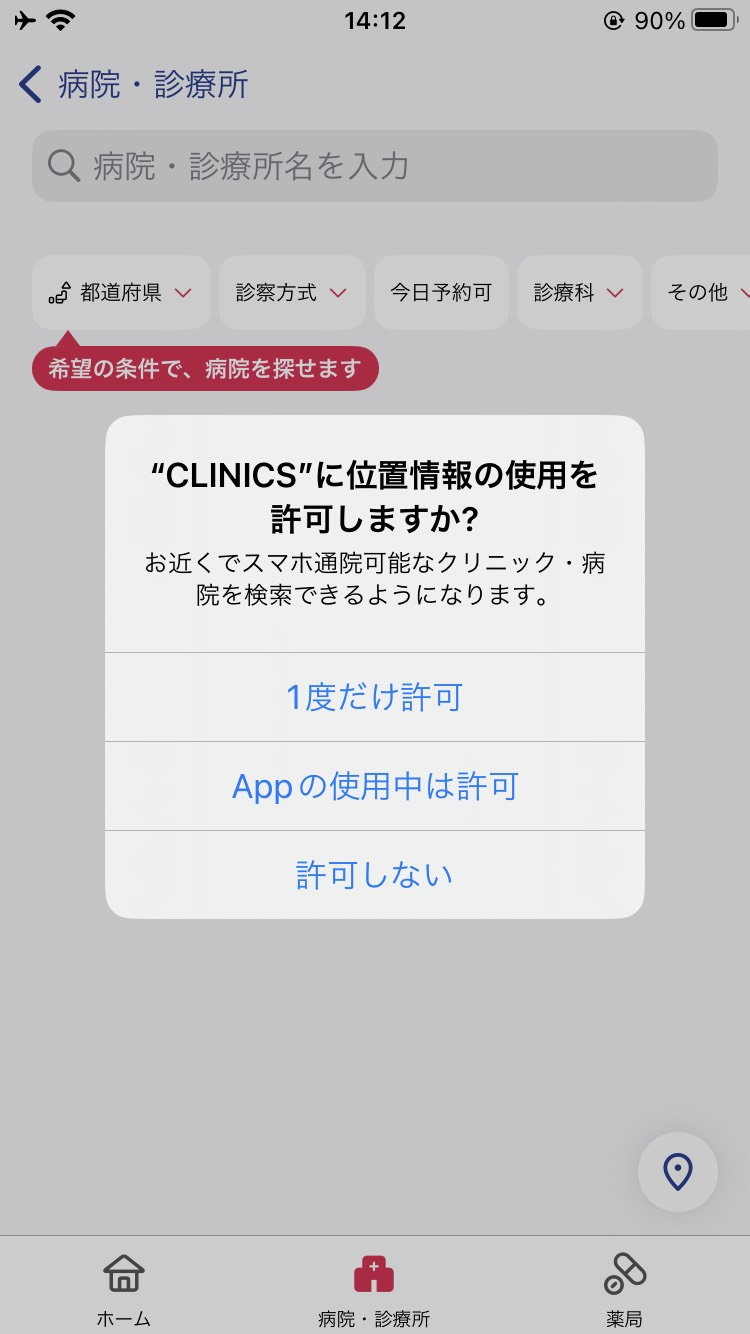 14:12
90%
病院・診療所
病院・診療所名を入力
都道府県
診察方式
今日予約可
診療科
その他
希望の条件で、病院を探せます
“CLINICS”に位置情報の使用を
許可しますか?
お近くでスマホ通院可能なクリニック・病
院を検索できるようになります。
1度だけ許可
Appの使用中は許可
許可しない
ホーム
病院・診療所
薬局